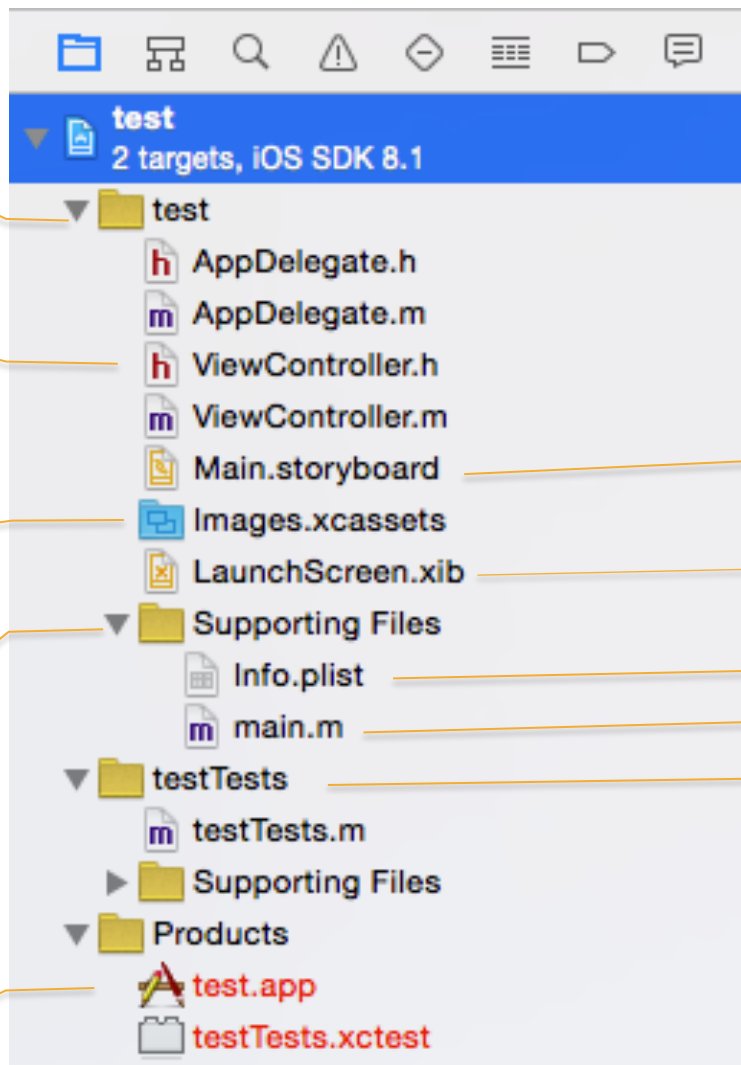 test
2 targets, iOS SDK 8.1
test
h AppDelegate.h
m AppDelegate.m
h ViewController.h
m ViewController.m
Main.storyboard
Images.xcassets
LaunchScreen.xib
Supporting Files
Info.plist
m main.m
testTests
m testTests.m
Supporting Files
Products
test.app
testTests.xctest